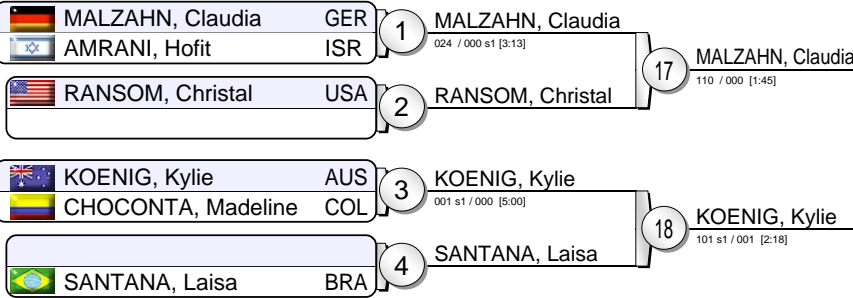 MALZAHN, Claudia GER
AMRANI, Hofit ISR
1
MALZAHN, Claudia
024 / 000 s1 [3:13]
RANSOM, Christal USA
2
RANSOM, Christal
17
MALZAHN, Claudia
110 / 000 [1:45]
KOENIG, Kylie AUS
CHOCONTA, Madeline COL
3
KOENIG, Kylie
001 s1 / 000 [5:00]
SANTANA, Laisa BRA
4
SANTANA, Laisa
18
KOENIG, Kylie
101 s1 / 001 [2:18]